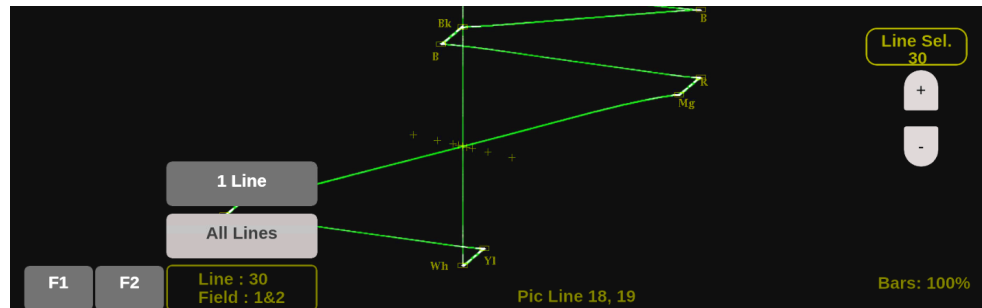 B
Bk
B
Line Sel.
30
R
Mg
+
-
1 Line
All Lines
Wh
Yl
F1
F2
Line : 30
Field : 1&2
Pic Line 18, 19
Bars: 100%